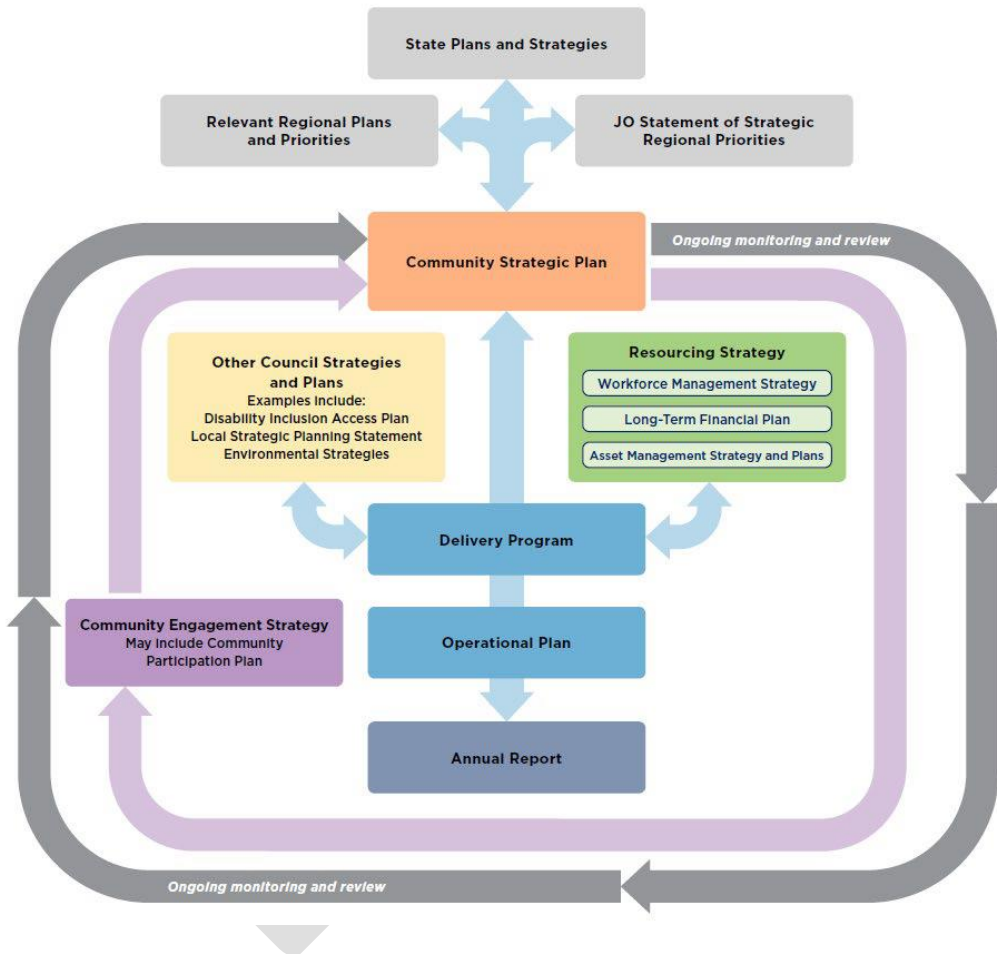 State Plans and Strategies
Relevant Regional Plans
and Priorities
JO Statement of Strategic
Regional Priorities
Community Strategic Plan
Ongoing monitoring and review
Other Council Strategies
and Plans
Examples Include:
Disability Inclusion Access Plan
Local Strategic Planning Statement
Environmental Strategies
Resourcing Strategy
Workforce Management Strategy
Long-Term Financial Plan
Asset Management Strategy and Plans
Delivery Program
Community Engagement Strategy
May Include Community
Participation Plan
Operational Plan
Annual Report
Ongoing monitoring and review